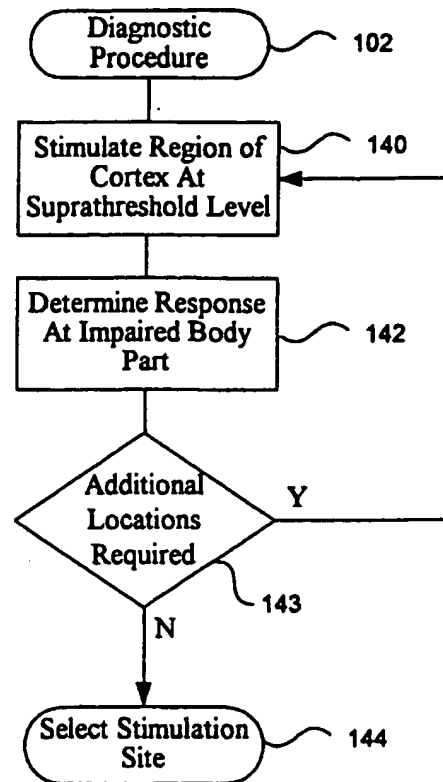 Diagnostic
Procedure
102
Stimulate Region of
Cortex At
Suprathreshold Level
140
Determine Response
At Impaired Body
Part
142
Additional
Locations
Required
Y
143
N
Select Stimulation
Site
144